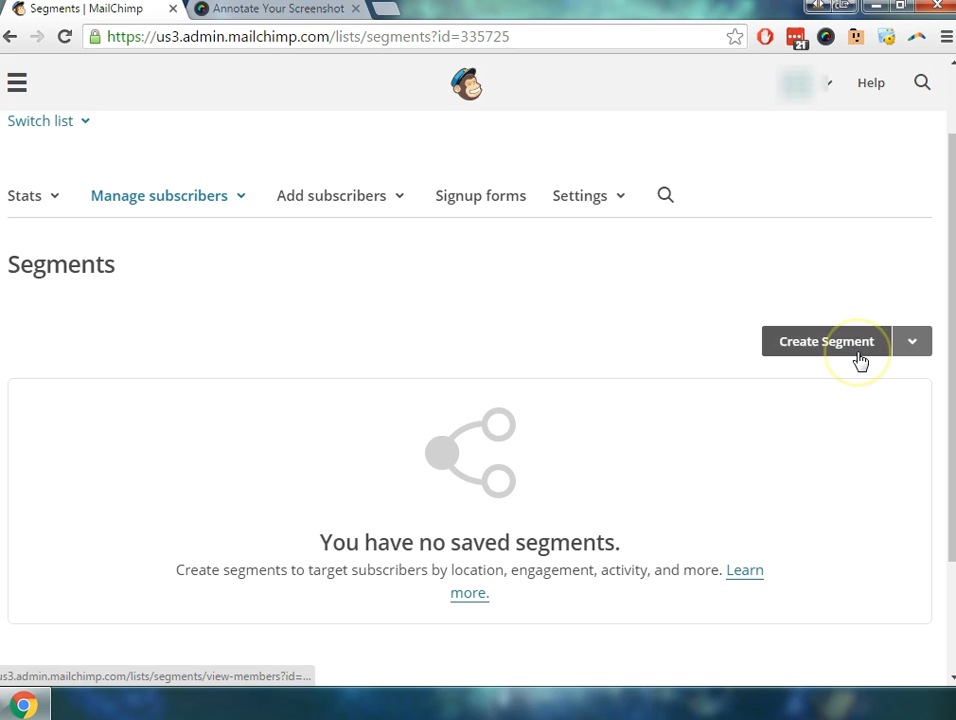 Segments | MailChimp
Annotate Your Screenshot
https://us3.admin.mailchimp.com/lists/segments?id=335725
21
Help
Switch list
Stats
Manage subscribers
Add subscribers
Signup forms
Settings
Segments
Create Segment
You have no saved segments.
Create segments to target subscribers by location, engagement, activity, and more. Learn
more.
us3.admin.mailchimp.com/lists/segments/view-members?id=...